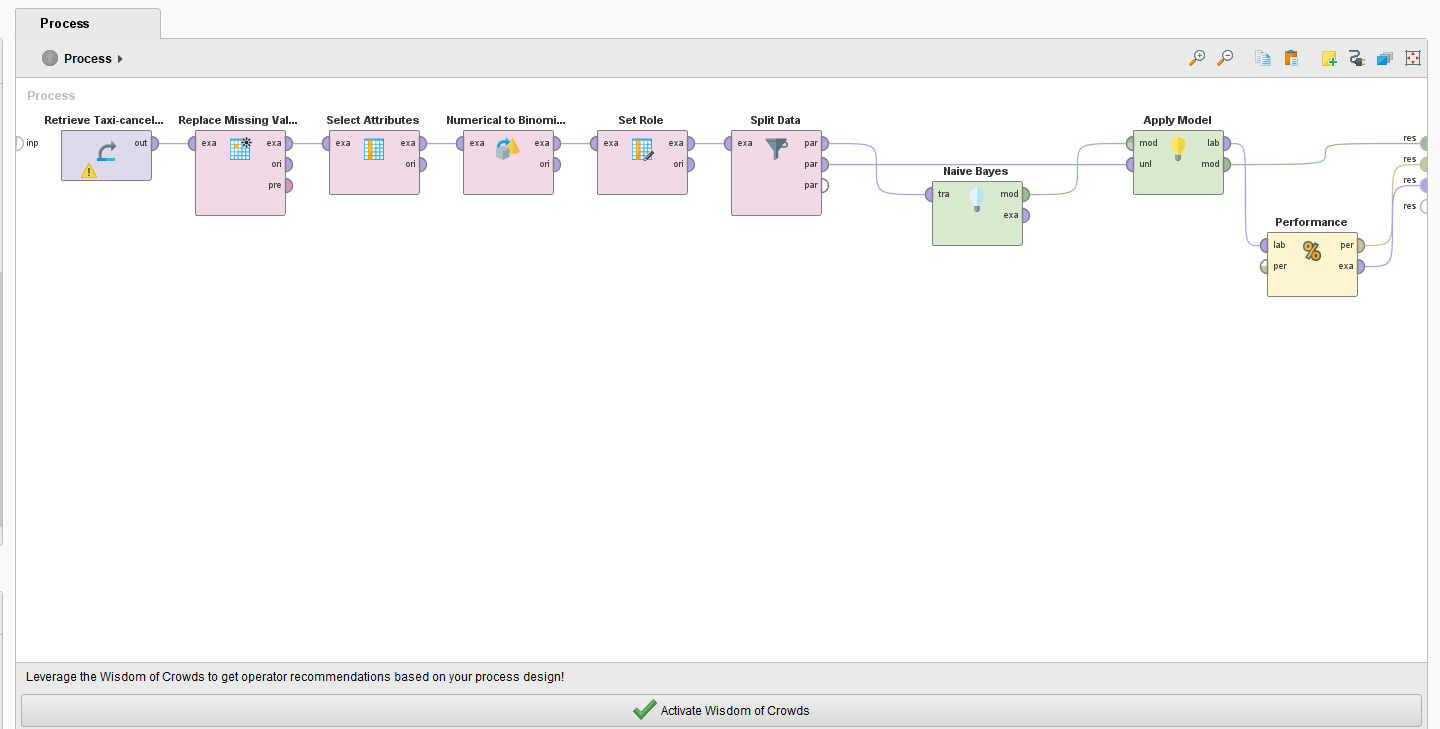 Process
Process
Process
Retrieve Taxi-cancel...
Replace Missing Val...
Select Attributes
Numerical to Binomi...
Set Role
Split Data
Apply Model
inp
out
exa
exa
ori
pre
exa
exa
ori
exa
exa
ori
exa
exa
ori
exa
par
par
par
Naive Bayes
tra
mod
exa
mod
lab
unl
mod
res
res
res
res
Performance
lab
per
per
exa
%
Leverage the Wisdom of Crowds to get operator recommendations based on your process design!
Activate Wisdom of Crowds